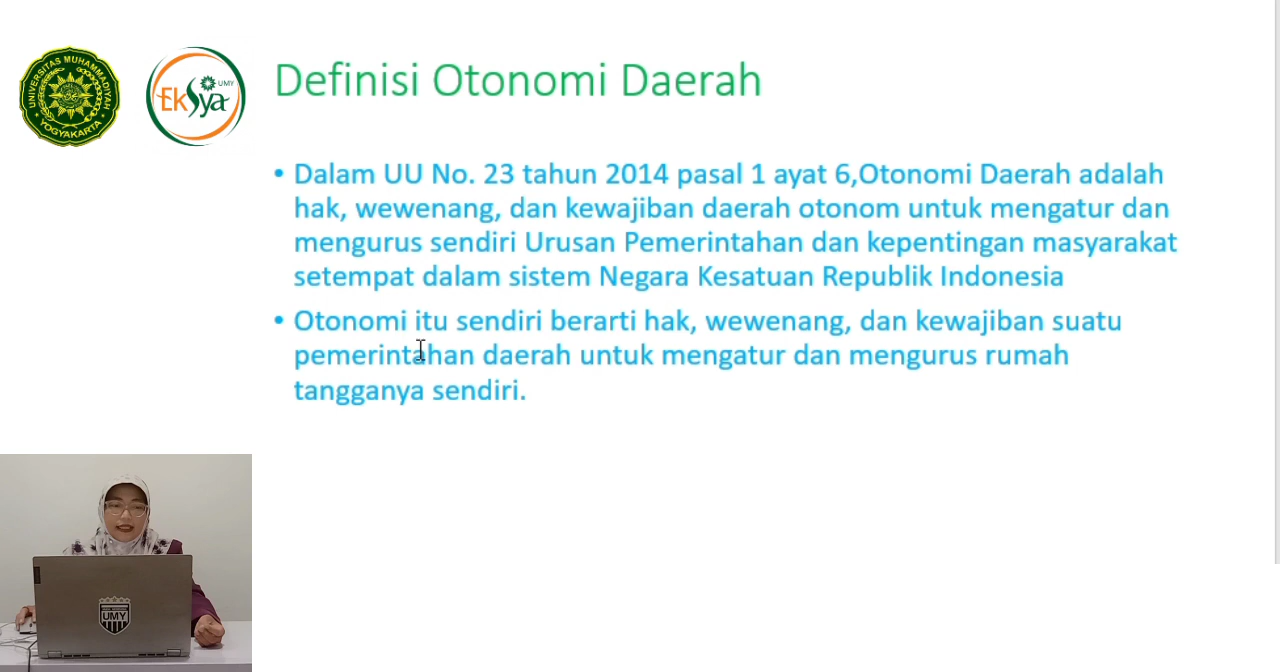 UNIVERSITAS MUHAMMADIYAH
YOGYAKARTA
EkSya
UMY
Definisi Otonomi Daerah
• Dalam UU No. 23 tahun 2014 pasal 1 ayat 6,Otonomi Daerah adalah
hak, wewenang, dan kewajiban daerah otonom untuk mengatur dan
mengurus sendiri Urusan Pemerintahan dan kepentingan masyarakat
setempat dalam sistem Negara Kesatuan Republik Indonesia
• Otonomi itu sendiri berarti hak, wewenang, dan kewajiban suatu
pemerintahan daerah untuk mengatur dan mengurus rumah
tangganya sendiri.
UMY